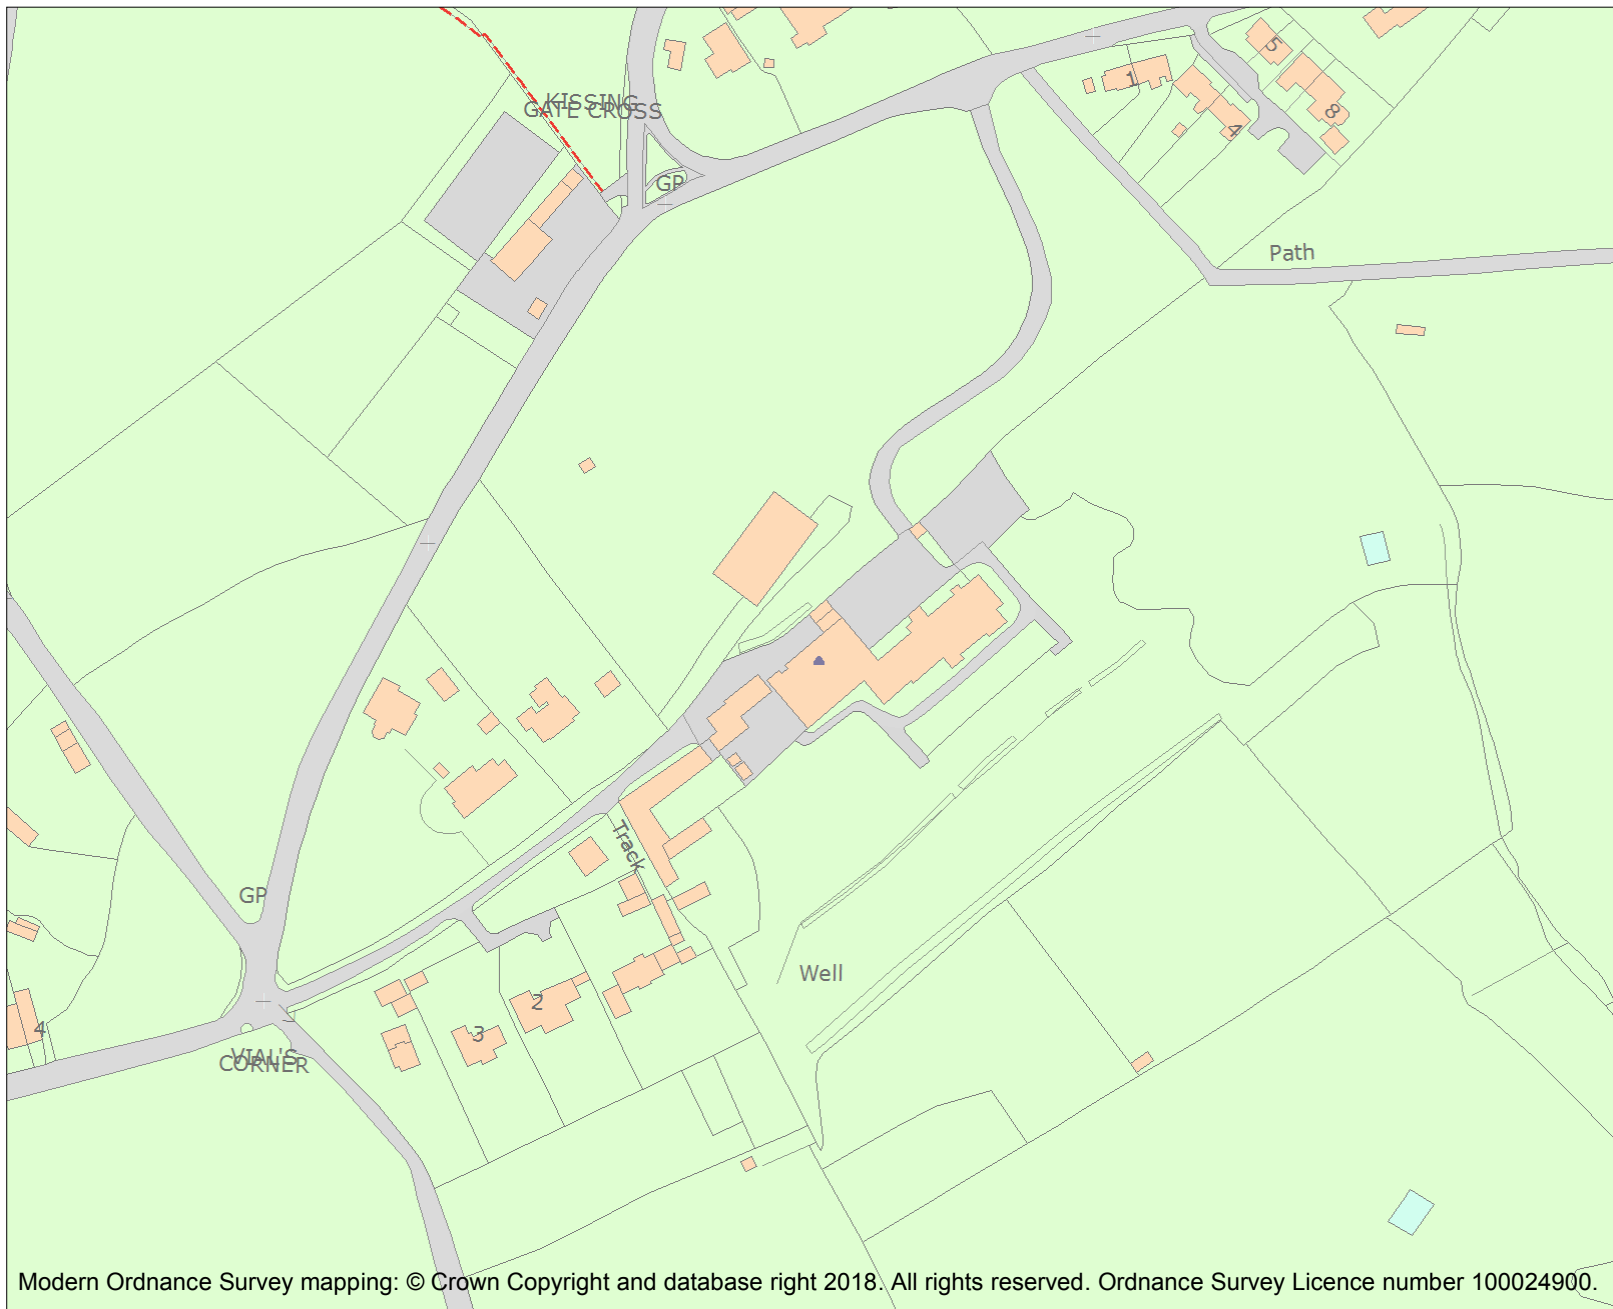 5
1
8
4
KISSING
GATE CROSS
GP
Path
Track
GP
Well
2
3
4
VIAL'S
CORNER
Modern Ordnance Survey mapping: © Crown Copyright and database right 2018. All rights reserved. Ordnance Survey Licence number 100024900.